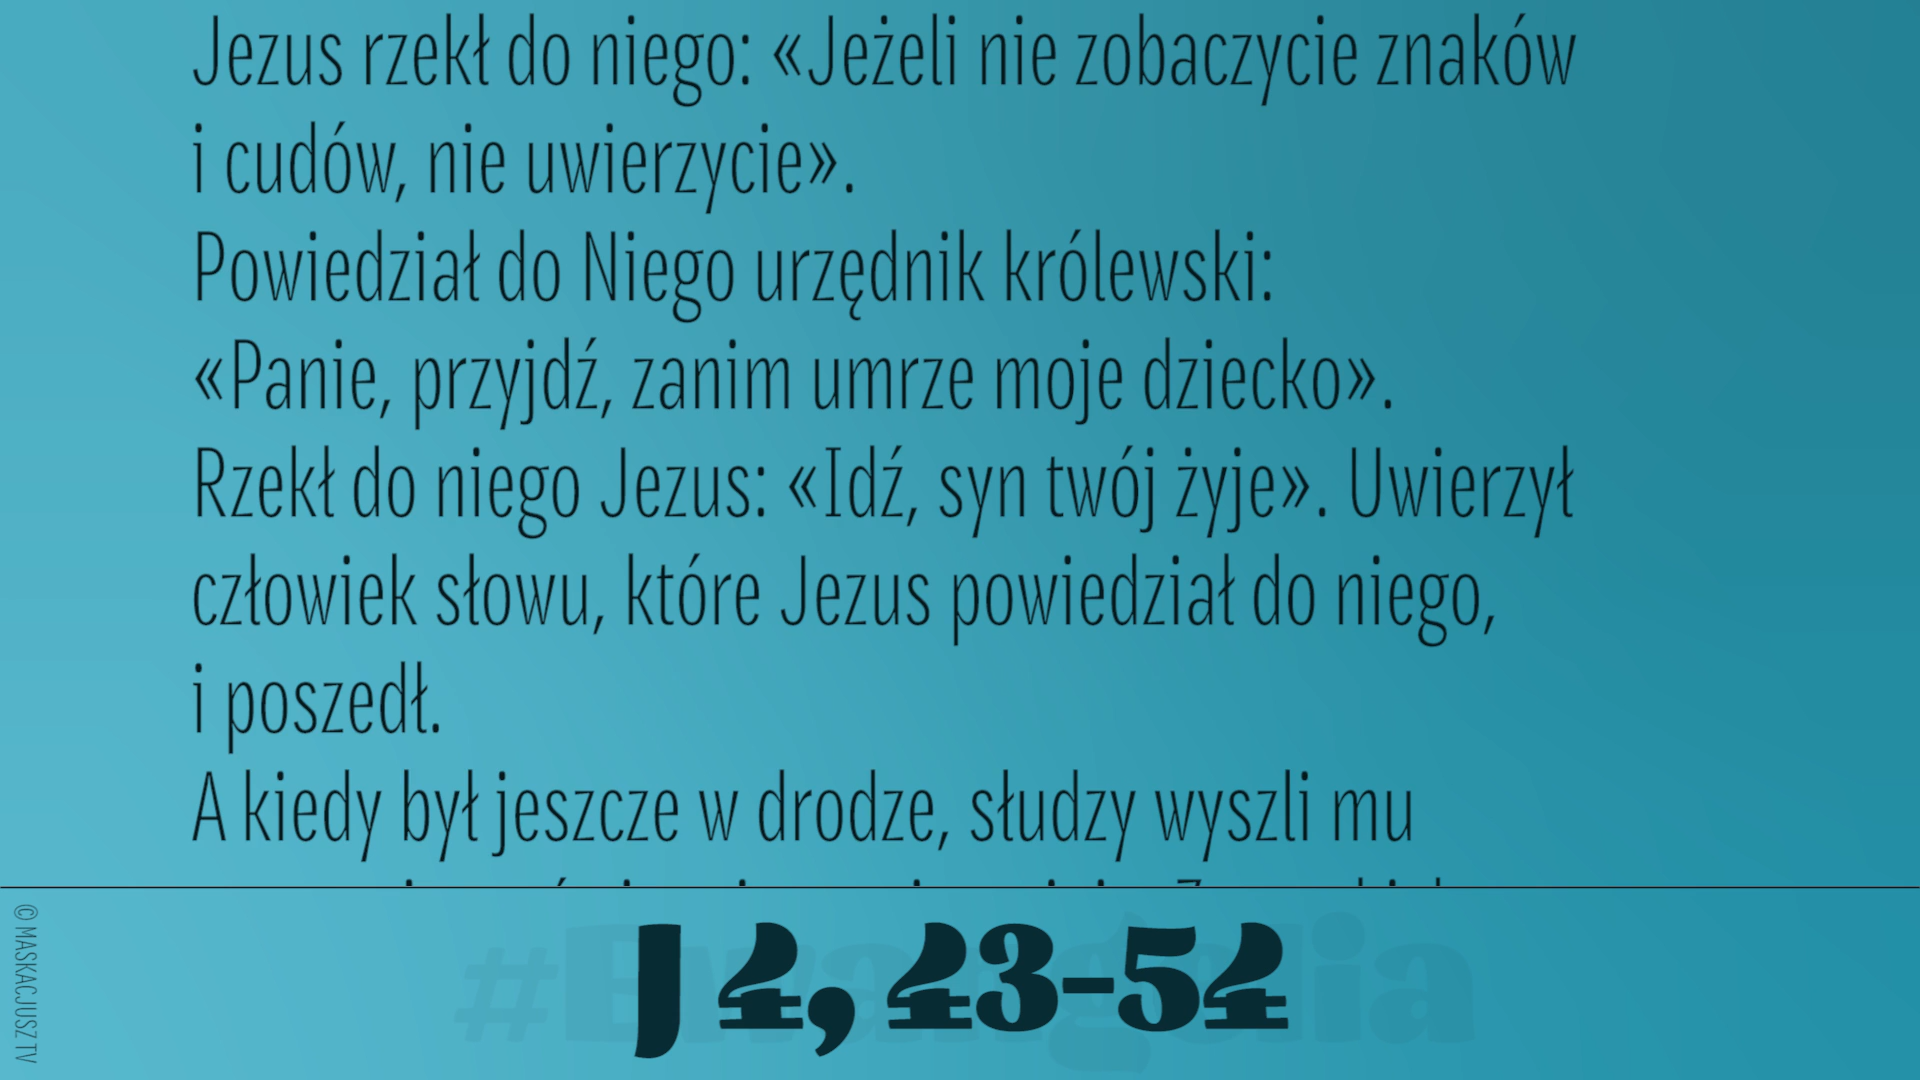 Jezus rzekł do niego: «Jeżeli nie zobaczycie znaków
i cudów, nie uwierzycie».
Powiedział do Niego urzędnik królewski:
«Panie, przyjdź, zanim umrze moje dziecko».
Rzekł do niego Jezus: «Idź, syn twój żyje». Uwierzył
człowiek słowu, które Jezus powiedział do niego,
i poszedł.
A kiedy był jeszcze w drodze, słudzy wyszli mu
#Ewangelia
J 4, 43-54
© MASKACJUSZ TV